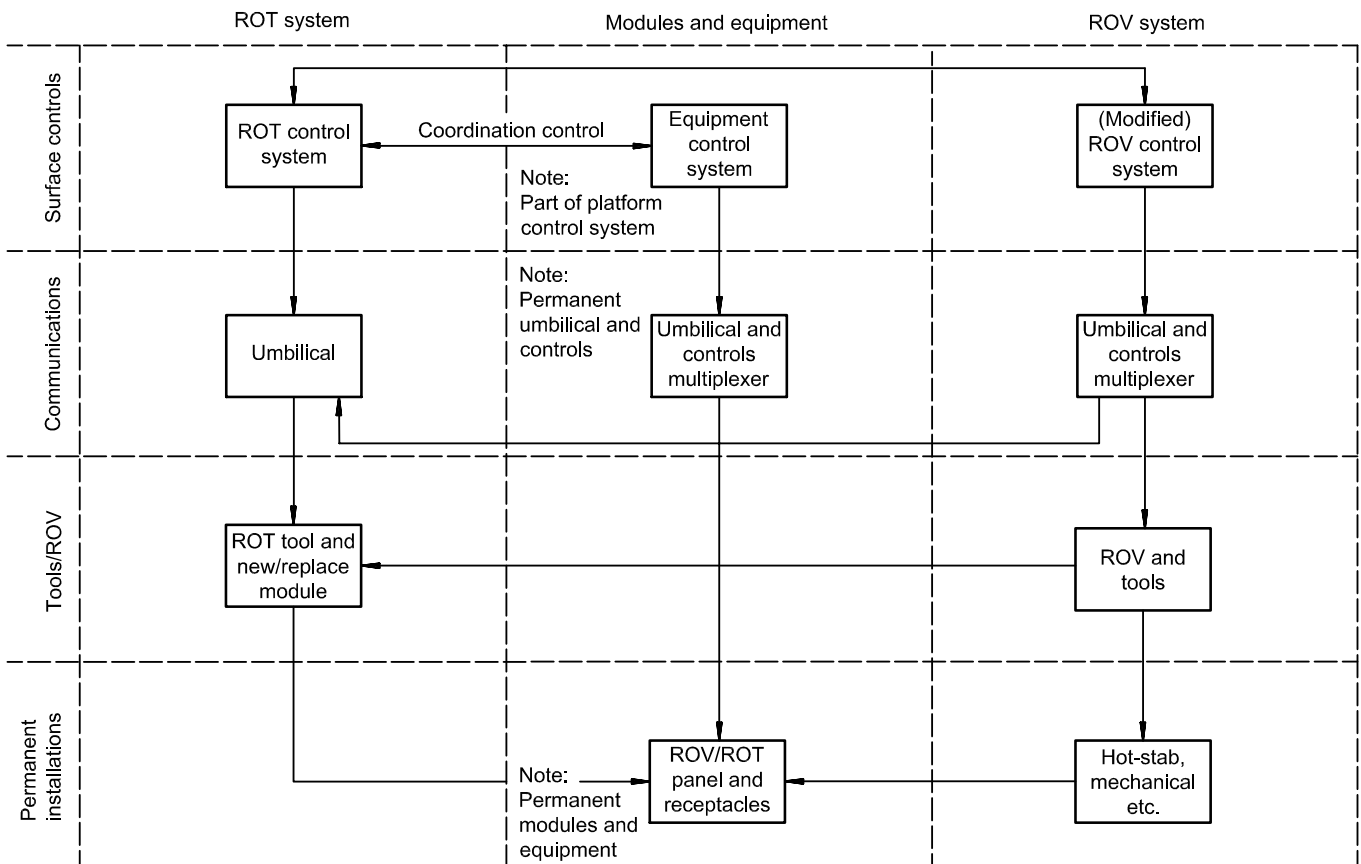 ROT system
Modules and equipment
ROV system
Surface controls
ROT control
system
Coordination control
Equipment
control
system
(Modified)
ROV control
system
Note:
Part of platform
control system
Communications
Note:
Permanent
umbilical and
controls
Umbilical
Umbilical and
controls
multiplexer
Umbilical and
controls
multiplexer
Tools/ROV
ROT tool and
new/replace
module
ROV and
tools
Permanent
installations
Note:
Permanent
modules and
equipment
ROV/ROT
panel and
receptacles
Hot-stab,
mechanical
etc.